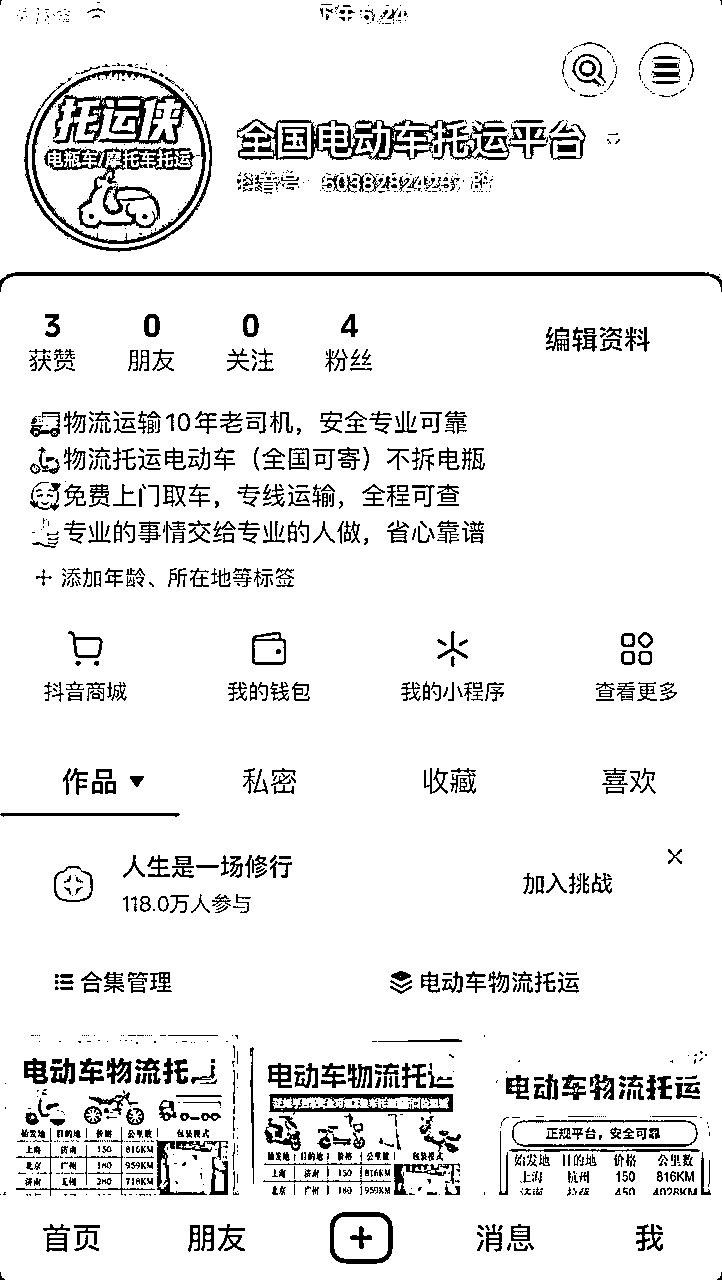 下午6:24
托运侠
电瓶车/摩托车托运
全国电动车托运平台
抖音号：
3 0 0 4
获赞 朋友 关注 粉丝
编辑资料
物流运输10年老司机，安全专业可靠
物流托运电动车（全国可寄）不拆电瓶
免费上门取车，专线运输，全程可查
专业的事情交给专业的人做，省心靠谱
+ 添加年龄、所在地等标签
抖音商城 我的钱包 我的小程序 查看更多
作品 私密 收藏 喜欢
人生是一场修行
118.0万人参与
加入挑战
合集管理 电动车物流托运
电动车物流托
始发地 目的地 价格 公里数 包装模式
上海 济南 150 816KM
北京 广州 180 959KM
济南 无锡 280 718KM
电动车物流托运
始发地 目的地 价格 公里数 包装模式
上海 济南 150 816KM
北京 广州 180 959KM
电动车物流托运
正规平台，安全可靠
始发地 目的地 价格 公里数
上海 杭州 150 816KM
济南 拉萨 450 4028KM
首页 朋友 消息 我